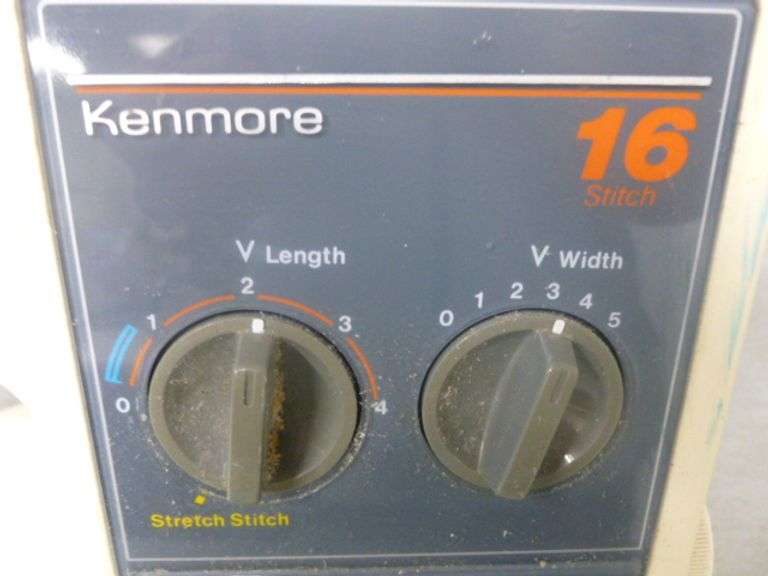 Kenmore
16
Stitch
V Length
0 1 2 3 4
Stretch Stitch
V Width
0 1 2 3 4 5